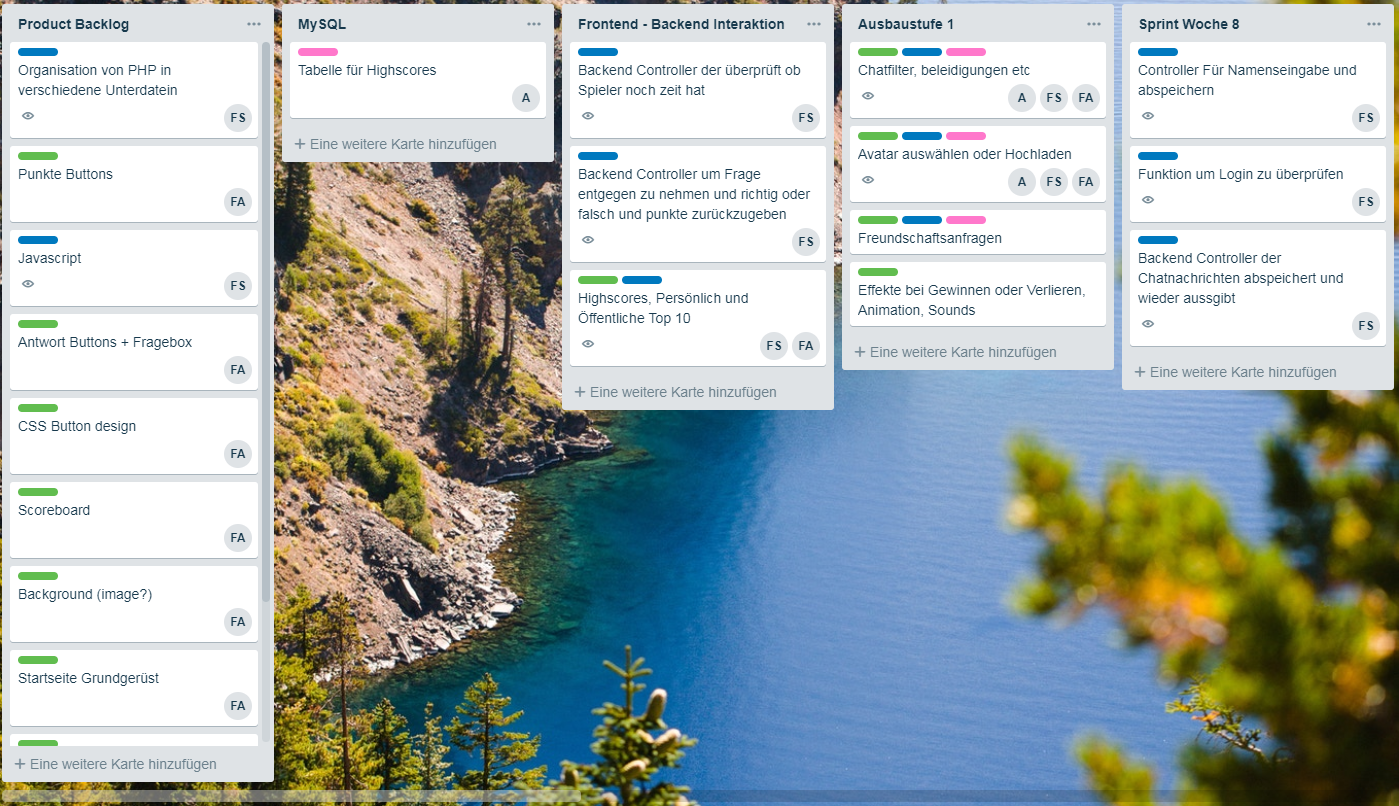 Product Backlog
Organisation von PHP in
verschiedene Unterdatein
FS
Punkte Buttons
FA
Javascript
FS
Antwort Buttons + Fragebox
FA
CSS Button design
FA
Scoreboard
FA
Background (image?)
FA
Startseite Grundgerüst
FA
+ Eine weitere Karte hinzufügen
MySQL
Tabelle für Highscores
A
+ Eine weitere Karte hinzufügen
Frontend - Backend Interaktion
Backend Controller der überprüft ob
Spieler noch zeit hat
FS
Backend Controller um Frage
entgegen zu nehmen und richtig oder
falsch und punkte zurückzugeben
FS
Highscores, Persönlich und
Öffentliche Top 10
FS FA
+ Eine weitere Karte hinzufügen
Ausbaustufe 1
Chatfilter, beleidigungen etc
A FS FA
Avatar auswählen oder Hochladen
A FS FA
Freundschaftsanfragen
Effekte bei Gewinnen oder Verlieren,
Animation, Sounds
+ Eine weitere Karte hinzufügen
Sprint Woche 8
Controller Für Namenseingabe und
abspeichern
FS
Funktion um Login zu überprüfen
FS
Backend Controller der
Chatnachrichten abspeichert und
wieder aussgibt
FS
+ Eine weitere Karte hinzufügen